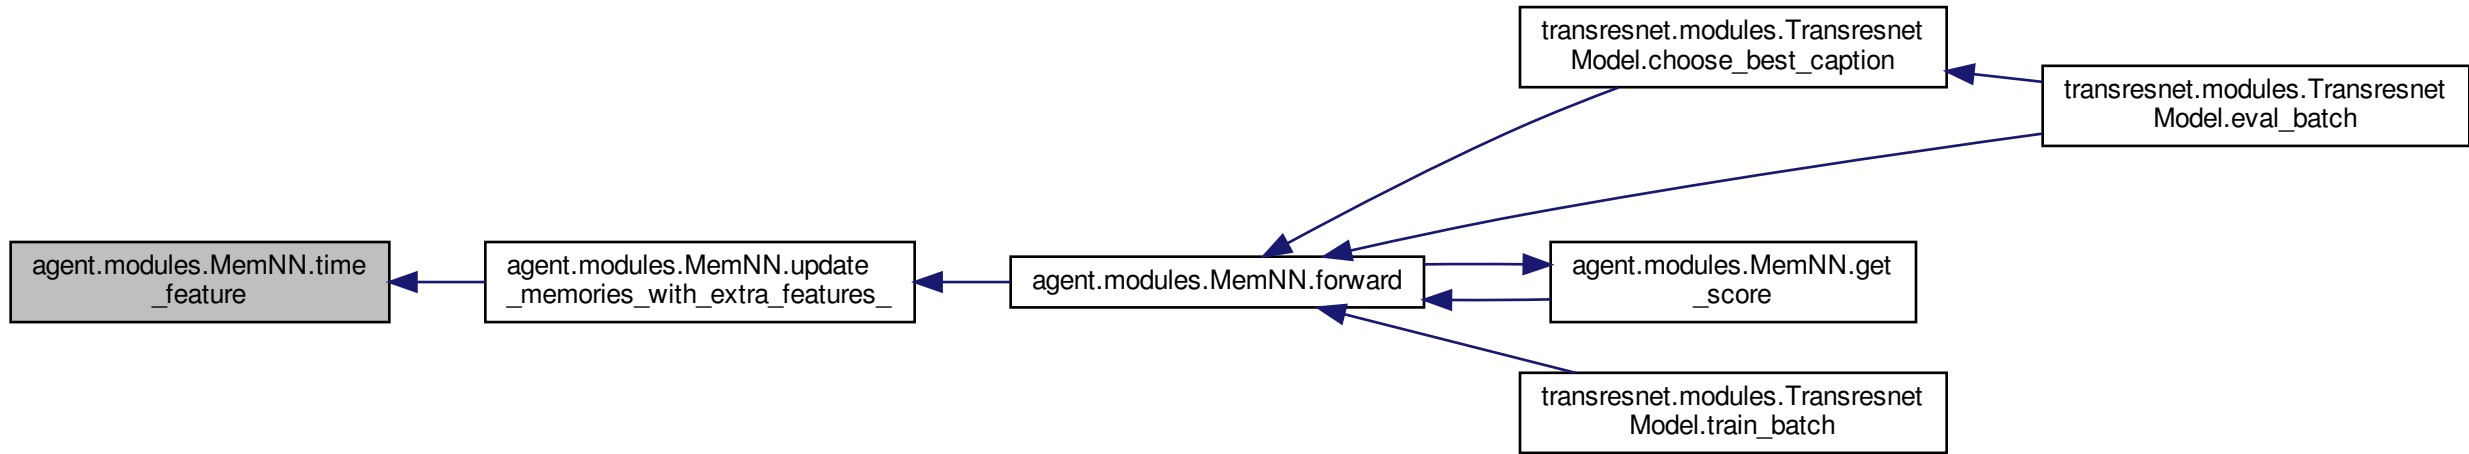 agent.modules.MemNN.time
_feature
agent.modules.MemNN.update
_memories_with_extra_features_
agent.modules.MemNN.forward
transresnet.modules.Transresnet
Model.choose_best_caption
transresnet.modules.Transresnet
Model.eval_batch
agent.modules.MemNN.get
_score
transresnet.modules.Transresnet
Model.train_batch